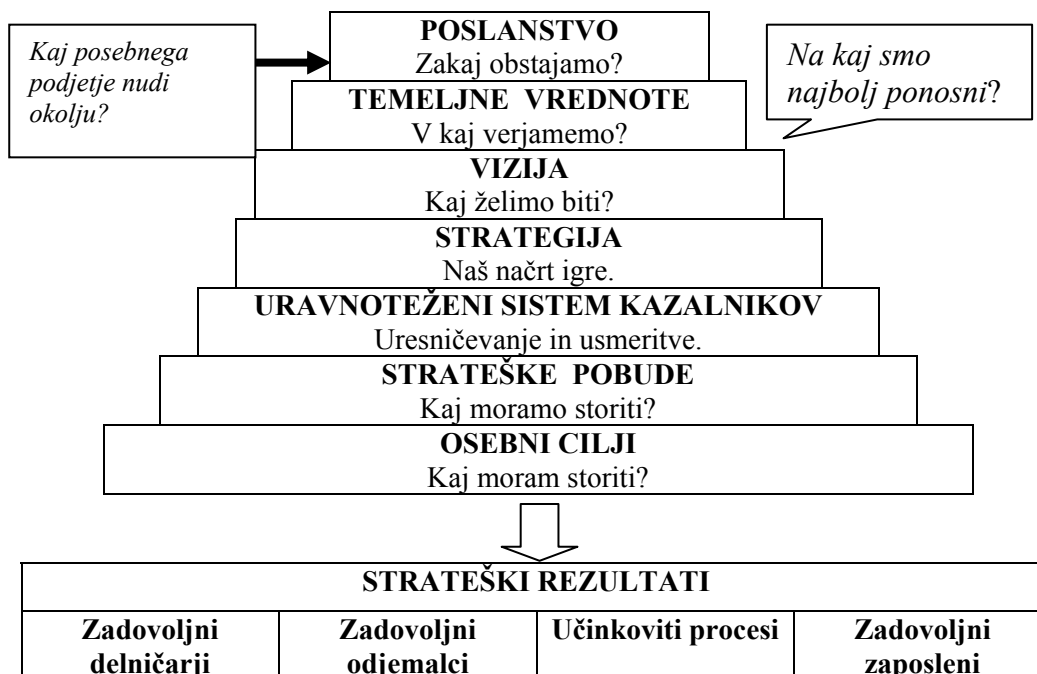 Kaj posebnega
podjetje nudi
okolju?
POSLANSTVO
Zakaj obstajamo?
Na kaj smo
najbolj ponosni?
TEMELJNE VREDNOTE
V kaj verjamemo?
VIZIJA
Kaj želimo biti?
STRATEGIJA
Naš načrt igre.
URAVNOTEŽENI SISTEM KAZALNIKOV
Uresničevanje in usmeritve.
STRATEŠKE POBUDE
Kaj moramo storiti?
OSEBNI CILJI
Kaj moram storiti?
STRATEŠKI REZULTATI
Zadovoljni
delničarji
Zadovoljni
odjemalci
Učinkoviti procesi
Zadovoljni
zaposleni